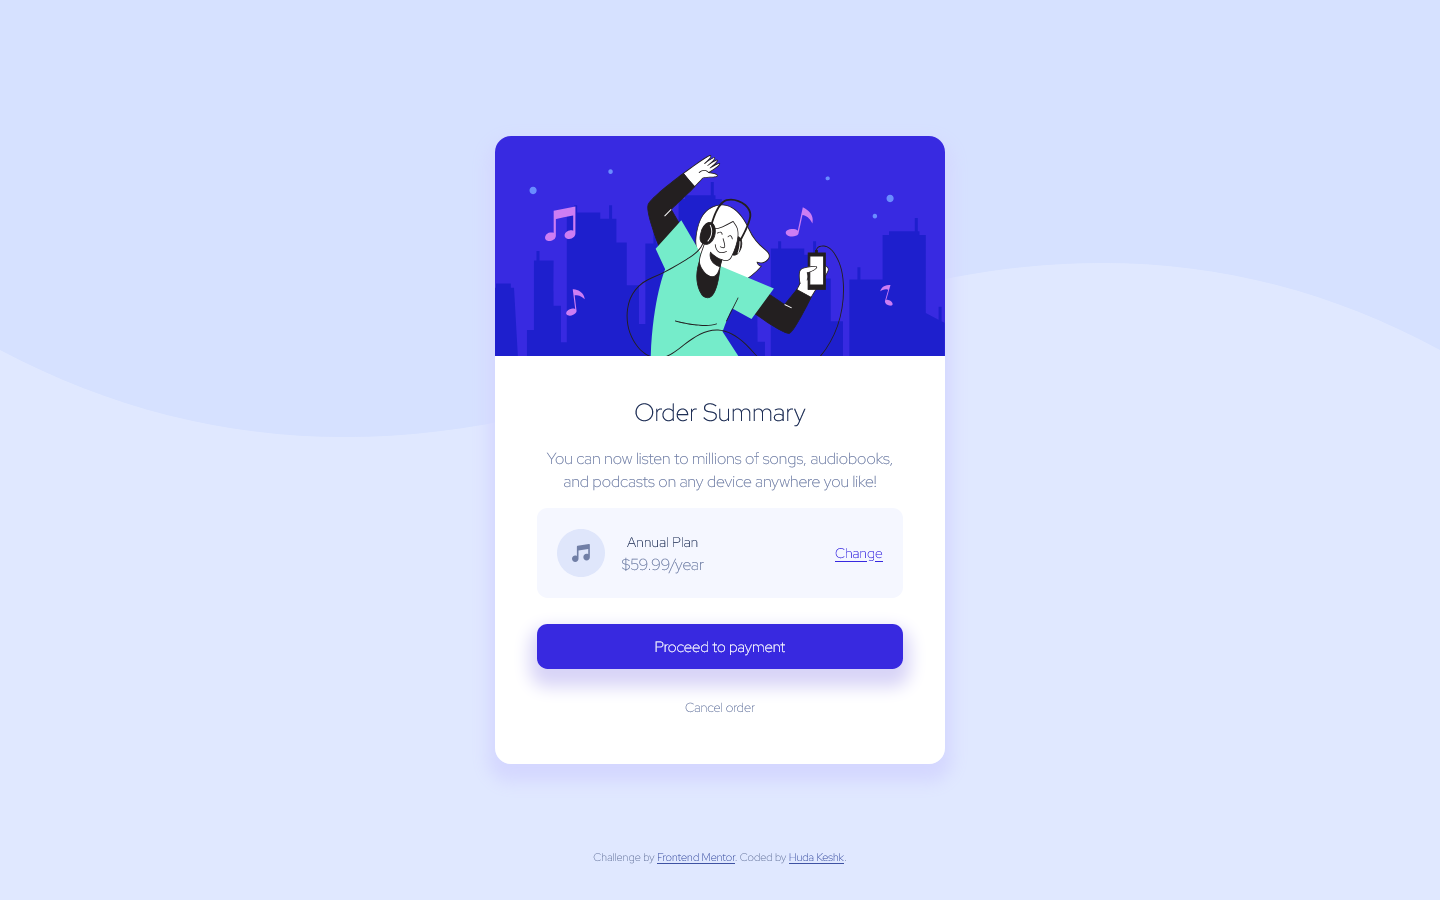 Order Summary
You can now listen to millions of songs, audiobooks,
and podcasts on any device anywhere you like!
Annual Plan
$59.99/year
Change
Proceed to payment
Cancel order
Challenge by Frontend Mentor. Coded by Huda Keshk.